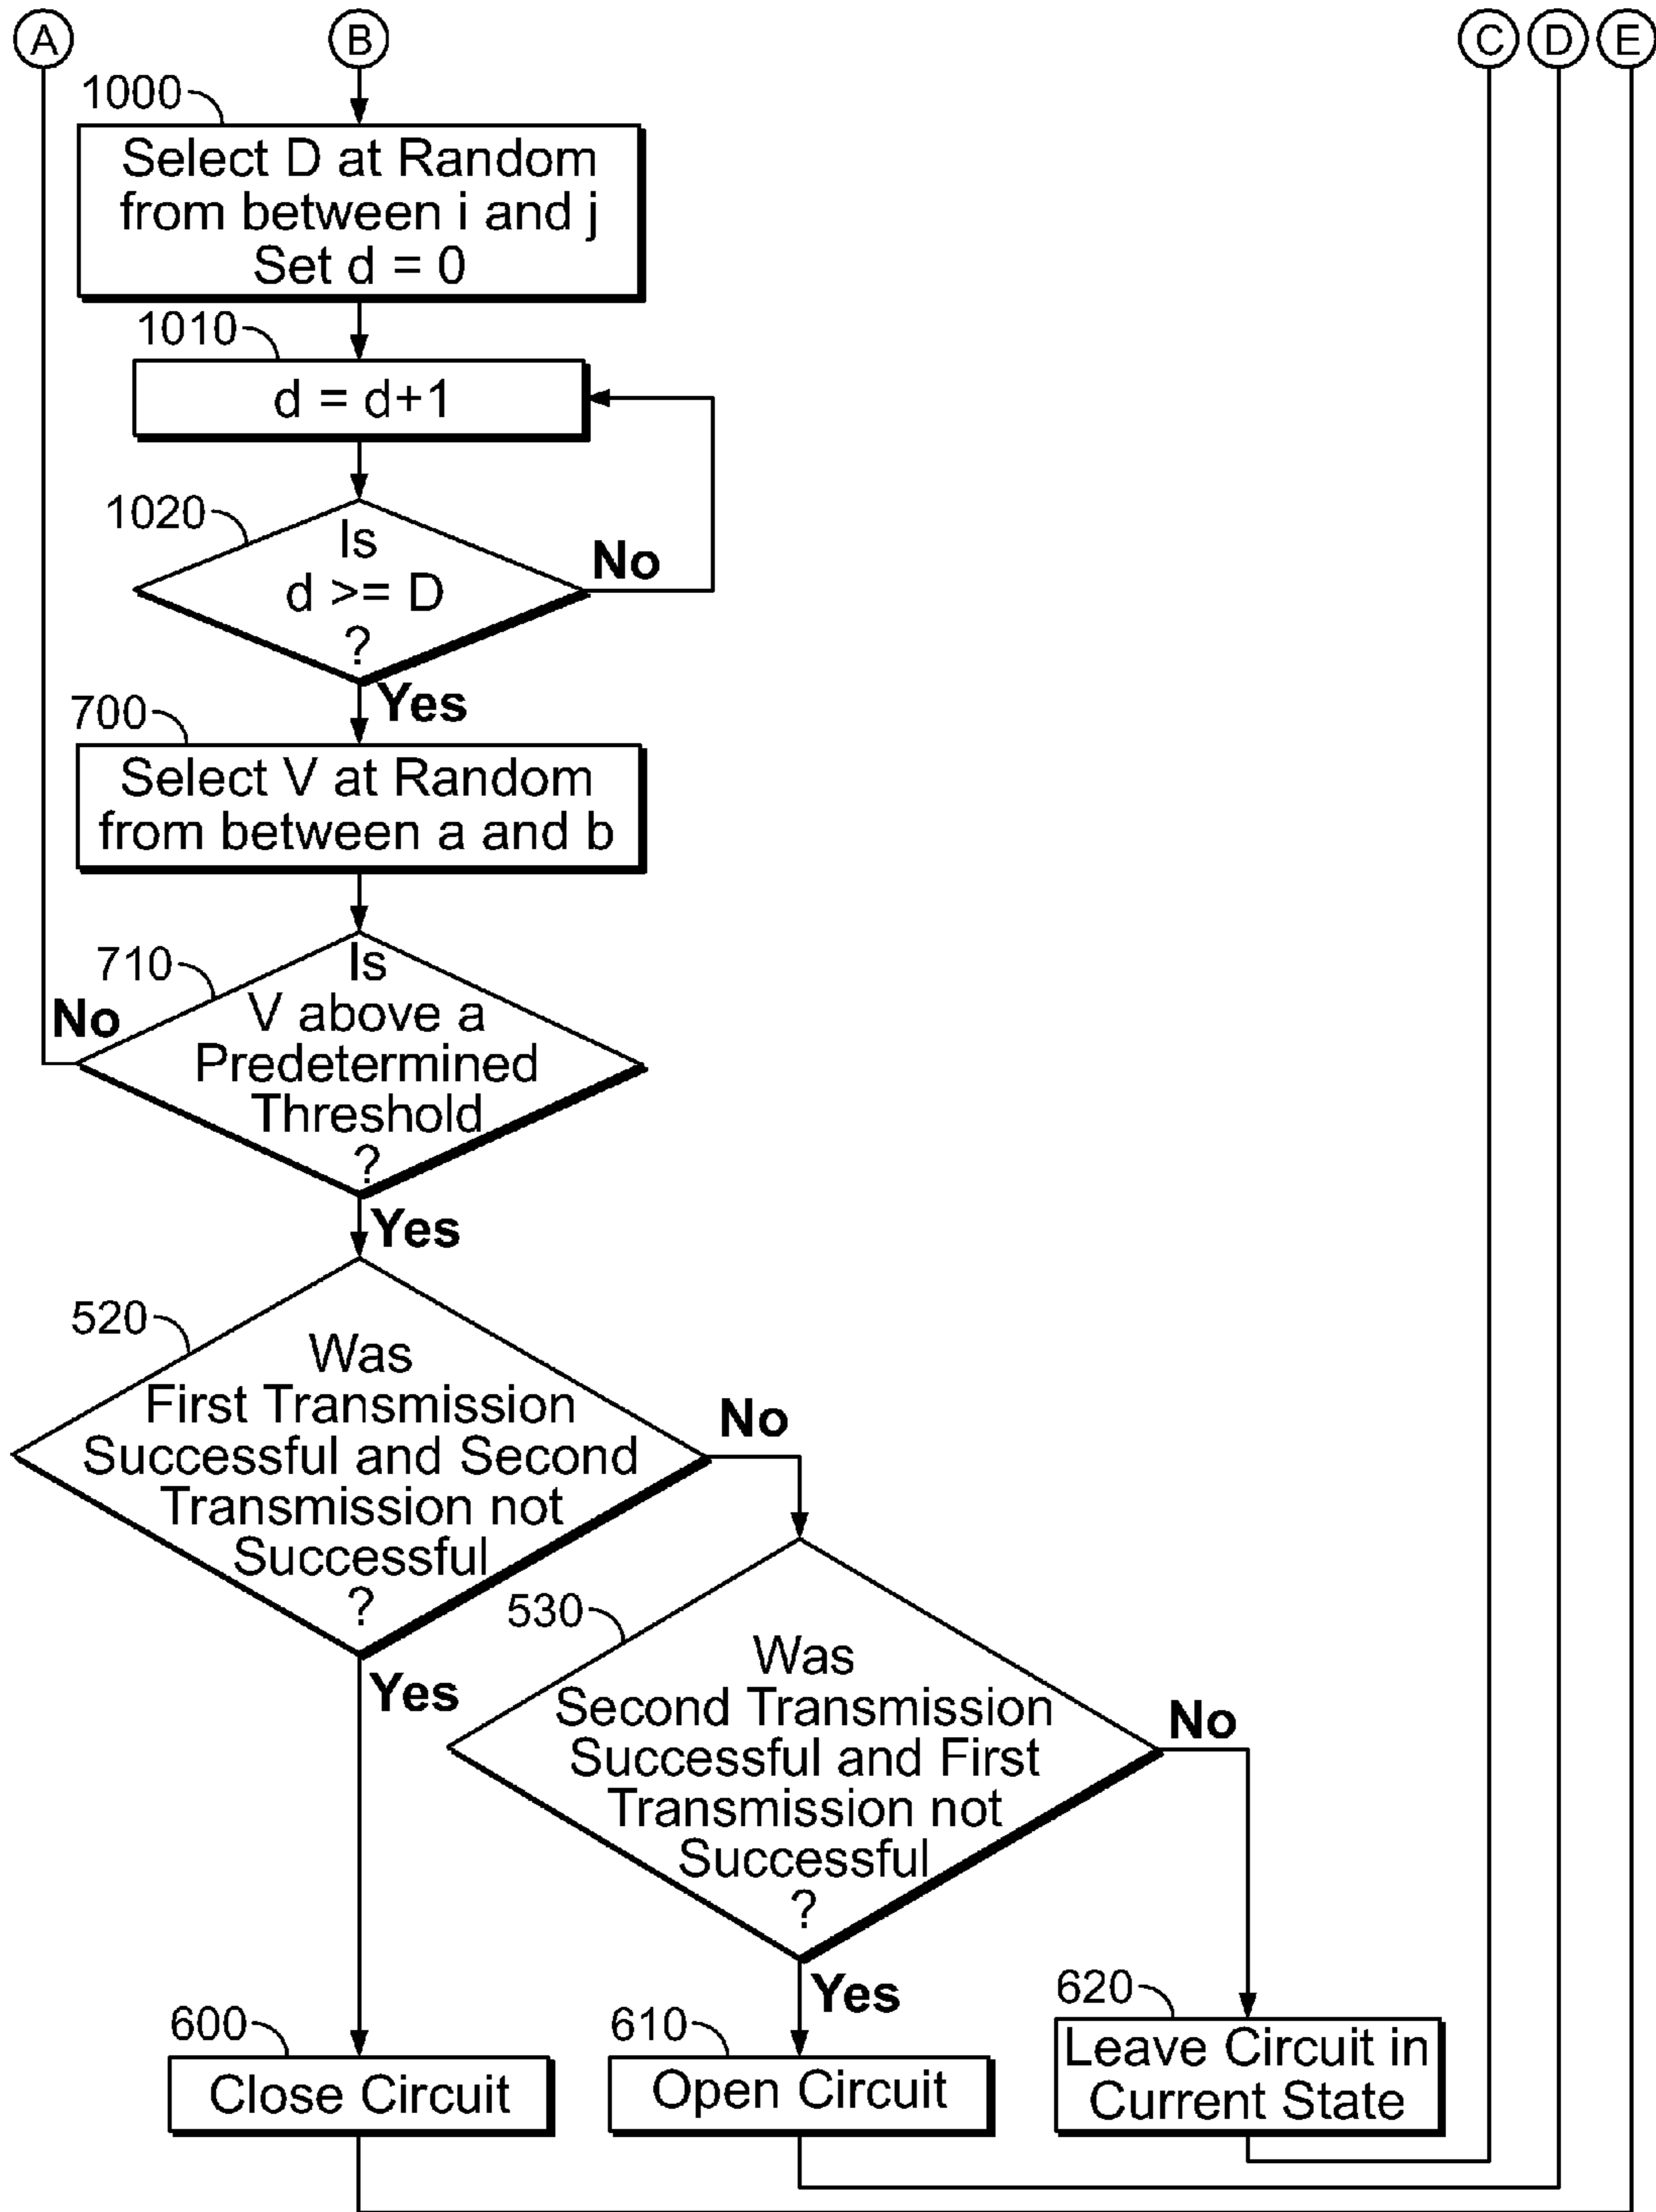 A
B
C
D
E
1000
Select D at Random
from between i and j
Set d = 0
1010
d = d+1
1020
Is
d >= D
?
No
Yes
700
Select V at Random
from between a and b
710
Is
V above a
Predetermined
Threshold
?
No
Yes
520
Was
First Transmission
Successful and Second
Transmission not
Successful
?
No
Yes
530
Was
Second Transmission
Successful and First
Transmission not
Successful
?
No
Yes
600
Close Circuit
610
Open Circuit
620
Leave Circuit in
Current State